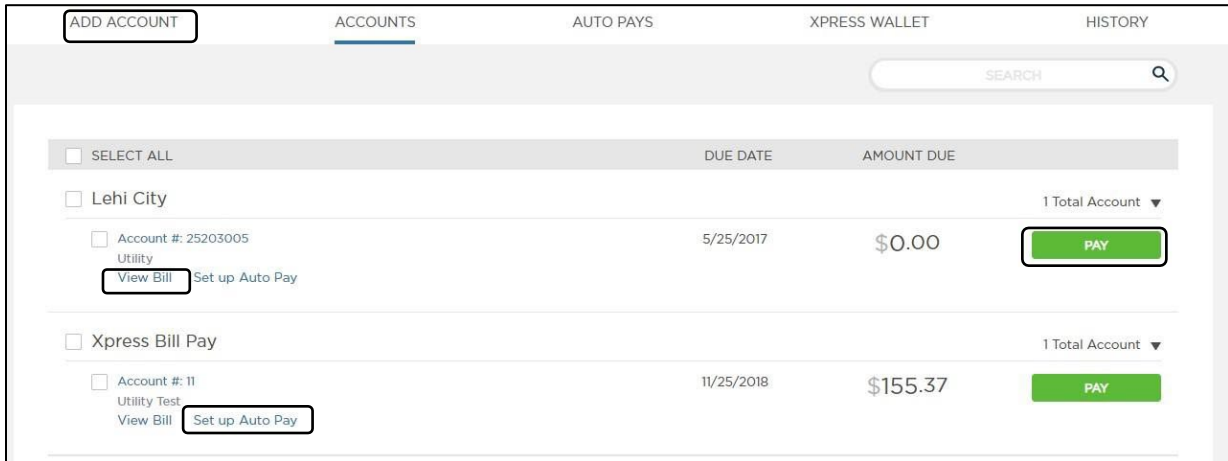 ADD ACCOUNT ACCOUNTS AUTO PAYS XPRESS WALLET HISTORY
SEARCH
SELECT ALL DUE DATE AMOUNT DUE
Lehi City 1 Total Account
Account #: 25203005 5/25/2017 $0.00 PAY
Utility
View Bill Set up Auto Pay
Xpress Bill Pay 1 Total Account
Account #: 11 11/25/2018 $155.37 PAY
Utility Test
View Bill Set up Auto Pay